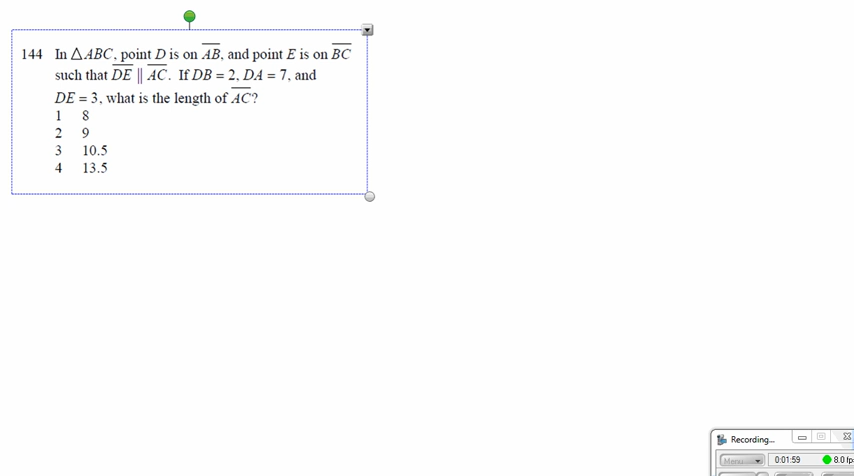 144 In △ABC, point D is on AB, and point E is on BC
such that DE ∥ AC. If DB = 2, DA = 7, and
DE = 3, what is the length of AC?
1 8
2 9
3 10.5
4 13.5
Recording...
Menu 0:01:59 8.0 fp